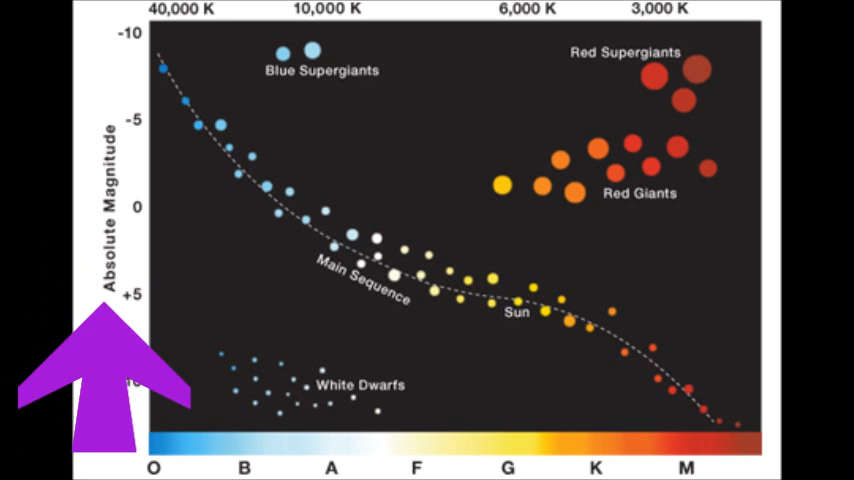 40,000 K 10,000 K 6,000 K 3,000 K
-10
Red Supergiants
Blue Supergiants
-5
Absolute Magnitude
0
Red Giants
Main Sequence
+5
Sun
White Dwarfs
O B A F G K M